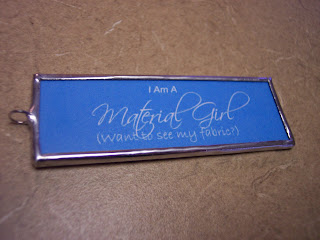 I Am A
Material Girl
(Want to see my fabric?)